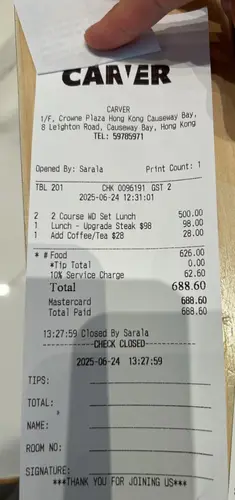 CARVER
CARVER
1/F, Crowne Plaza Hong Kong Causeway Bay,
8 Leighton Road, Causeway Bay, Hong Kong
TEL: 59785971
Opened By: Sarala Print Count: 1
TBL 201 CHK 0096191 GST 2
2025-06-24 12:31:01
2 2 Course WD Set Lunch 500.00
1 Lunch - Upgrade Steak $98 98.00
1 Add Coffee/Tea $28 28.00
* # Food 626.00
*Tip Total 0.00
10% Service Charge 62.60
Total 688.60
Mastercard 688.60
Total Paid 688.60
13:27:59 Closed By Sarala
-----------CHECK CLOSED-----------
2025-06-24 13:27:59
TIPS:
TOTAL:
NAME:
ROOM NO:
SIGNATURE:
***THANK YOU FOR JOINING US***